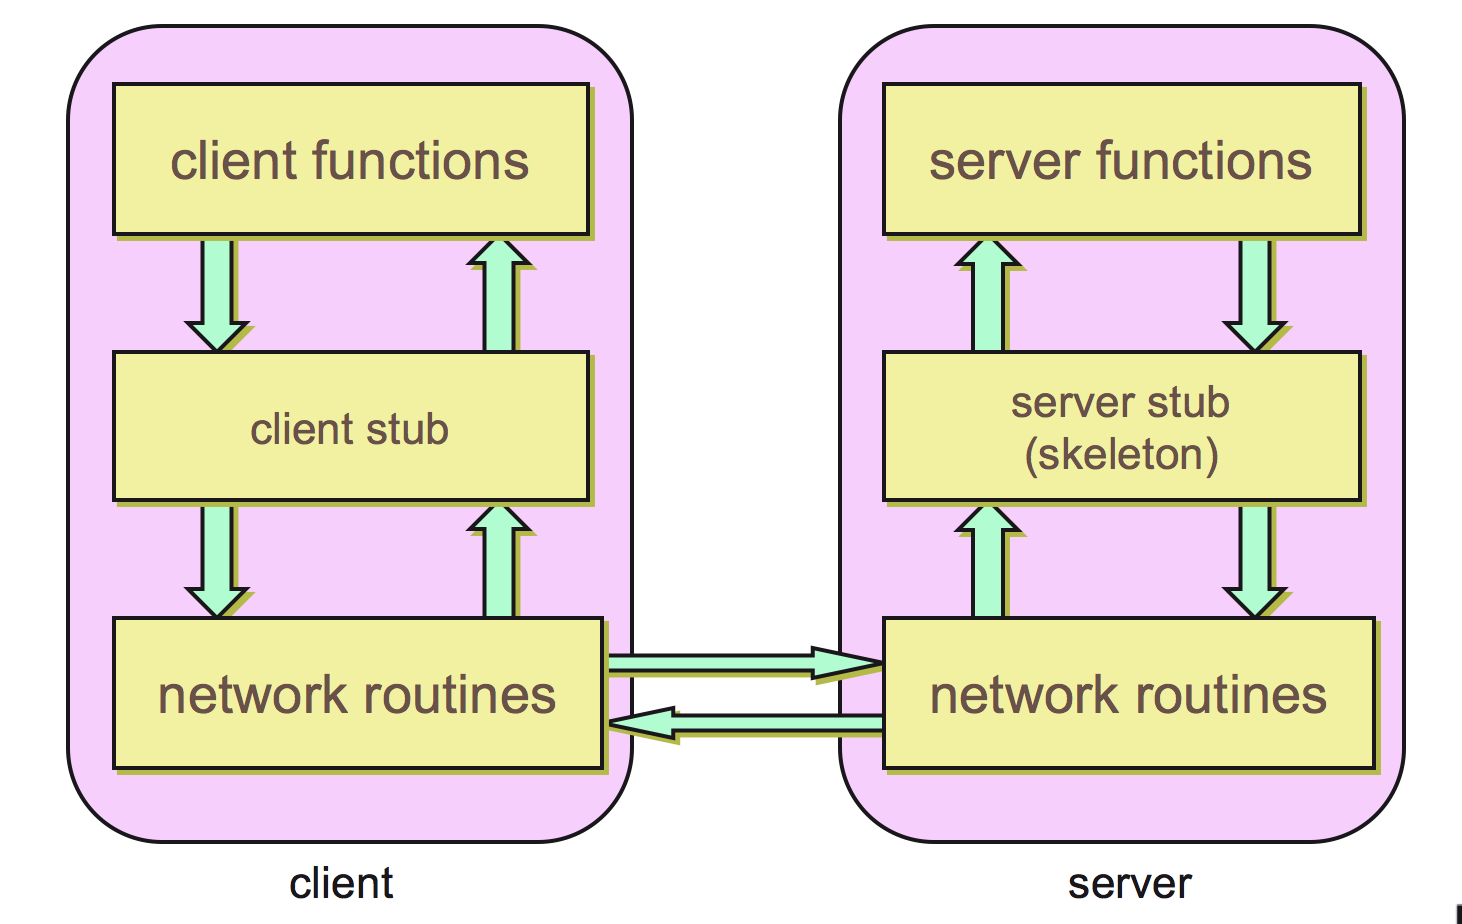 client functions
client stub
network routines
client
server functions
server stub
(skeleton)
network routines
server